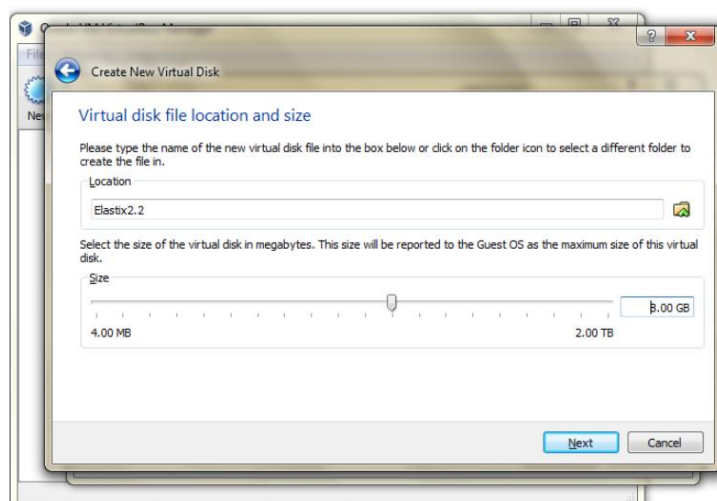 Create New Virtual Disk
Virtual disk file location and size
Please type the name of the new virtual disk file into the box below or click on the folder icon to select a different folder to
create the file in.
Location
Elastix2.2
Select the size of the virtual disk in megabytes. This size will be reported to the Guest OS as the maximum size of this virtual
disk.
Size
8.00 GB
4.00 MB 2.00 TB
Next Cancel